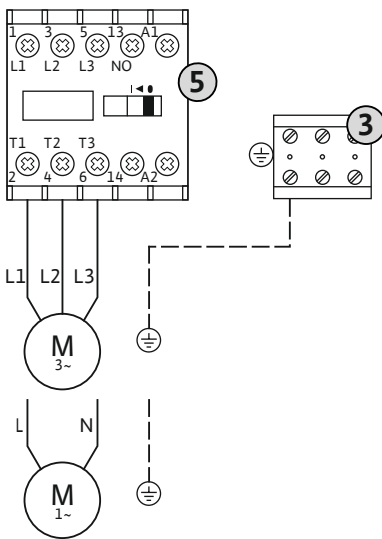 1 3 5 13 A1
L1 L2 L3 NO
5
3
T1 T2 T3
2 4 6 14 A2
L1 L2 L3
M
3~
L N
M
1~